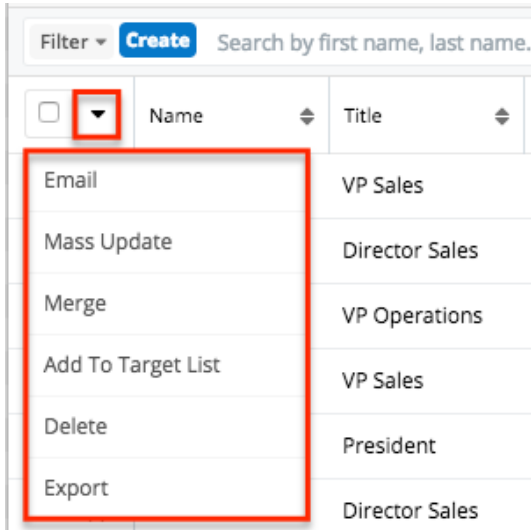 Filter Create Search by first name, last name.
Name Title
Email VP Sales
Mass Update Director Sales
Merge VP Operations
Add To Target List VP Sales
Delete President
Export Director Sales